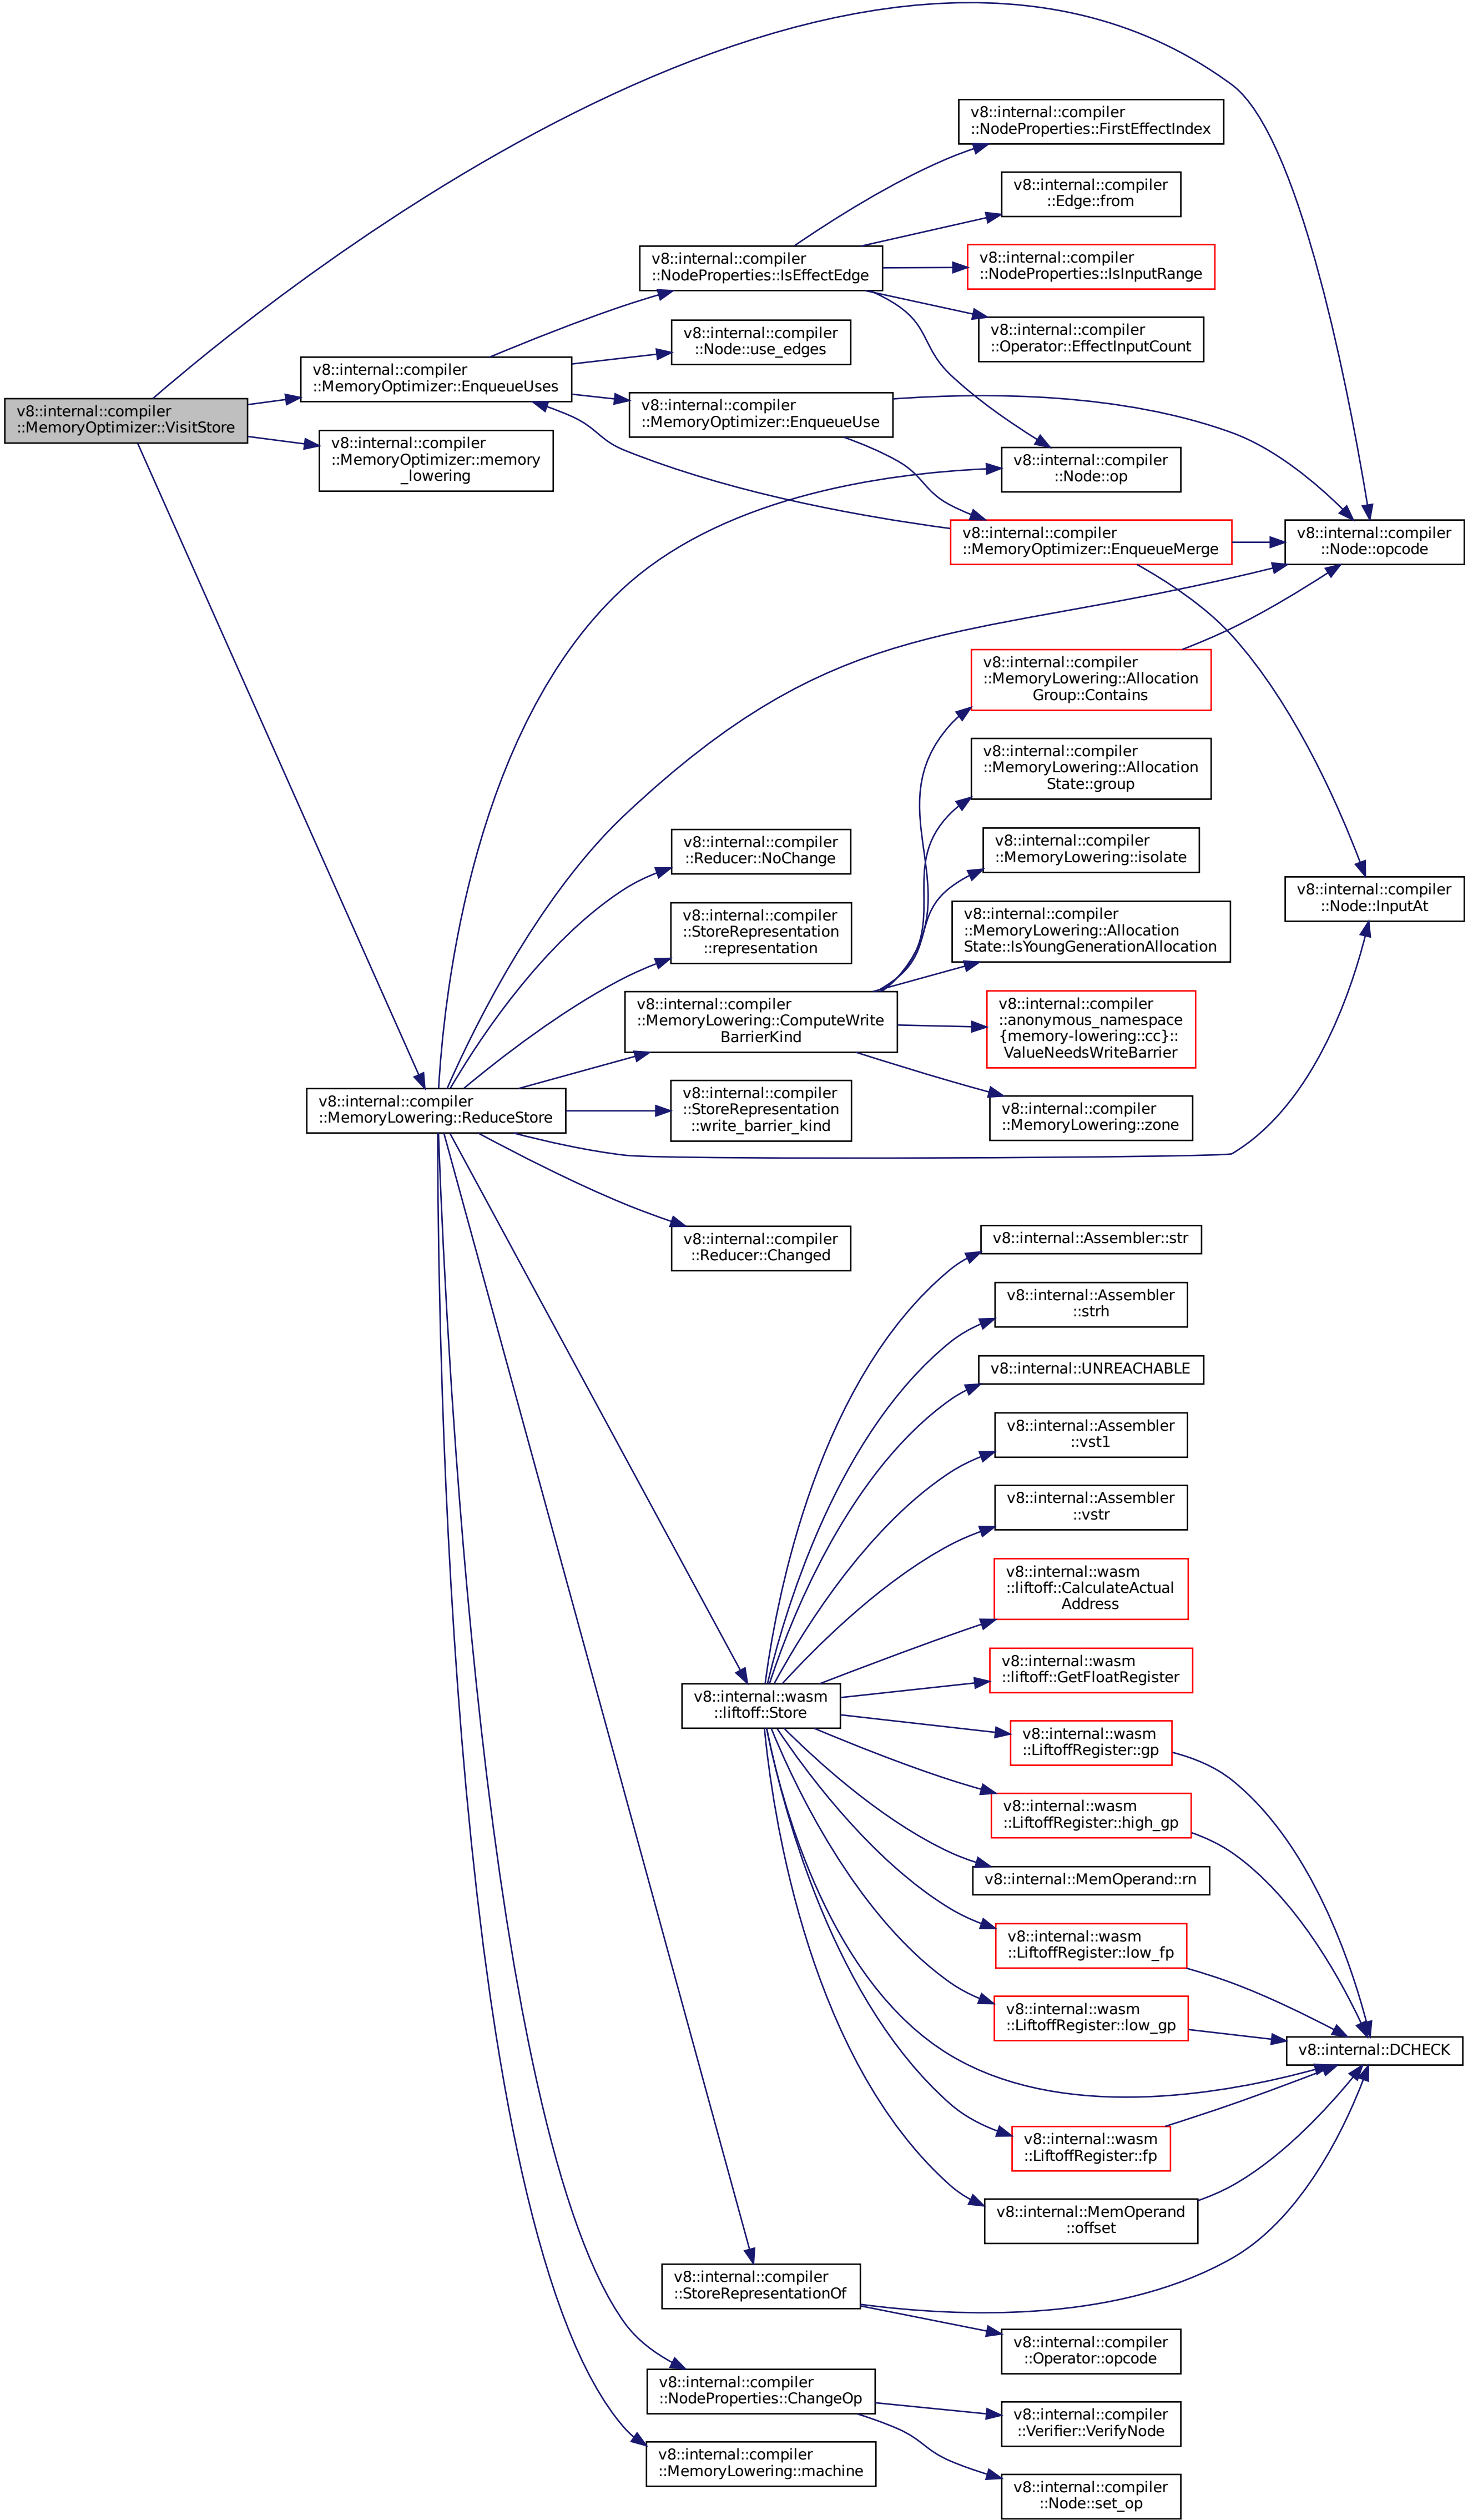 v8::internal::compiler
::NodeProperties::FirstEffectIndex
v8::internal::compiler
::Edge::from
v8::internal::compiler
::NodeProperties::IsEffectEdge
v8::internal::compiler
::NodeProperties::IsInputRange
v8::internal::compiler
::Node::use_edges
v8::internal::compiler
::Operator::EffectInputCount
v8::internal::compiler
::MemoryOptimizer::EnqueueUses
v8::internal::compiler
::MemoryOptimizer::VisitStore
v8::internal::compiler
::MemoryOptimizer::EnqueueUse
v8::internal::compiler
::MemoryOptimizer::memory
_lowering
v8::internal::compiler
::Node::op
v8::internal::compiler
::MemoryOptimizer::EnqueueMerge
v8::internal::compiler
::Node::opcode
v8::internal::compiler
::MemoryLowering::Allocation
Group::Contains
v8::internal::compiler
::MemoryLowering::Allocation
State::group
v8::internal::compiler
::Reducer::NoChange
v8::internal::compiler
::MemoryLowering::isolate
v8::internal::compiler
::Node::InputAt
v8::internal::compiler
::StoreRepresentation
::representation
v8::internal::compiler
::MemoryLowering::Allocation
State::IsYoungGenerationAllocation
v8::internal::compiler
::MemoryLowering::ComputeWrite
BarrierKind
v8::internal::compiler
::anonymous_namespace
{memory-lowering::cc}::
ValueNeedsWriteBarrier
v8::internal::compiler
::MemoryLowering::ReduceStore
v8::internal::compiler
::StoreRepresentation
::write_barrier_kind
v8::internal::compiler
::MemoryLowering::zone
v8::internal::compiler
::Reducer::Changed
v8::internal::Assembler::str
v8::internal::Assembler
::strh
v8::internal::UNREACHABLE
v8::internal::Assembler
::vst1
v8::internal::Assembler
::vstr
v8::internal::wasm
::liftoff::CalculateActual
Address
v8::internal::wasm
::liftoff::GetFloatRegister
v8::internal::wasm
::liftoff::Store
v8::internal::wasm
::LiftoffRegister::gp
v8::internal::wasm
::LiftoffRegister::high_gp
v8::internal::MemOperand::rn
v8::internal::wasm
::LiftoffRegister::low_fp
v8::internal::wasm
::LiftoffRegister::low_gp
v8::internal::DCHECK
v8::internal::wasm
::LiftoffRegister::fp
v8::internal::MemOperand
::offset
v8::internal::compiler
::StoreRepresentationOf
v8::internal::compiler
::Operator::opcode
v8::internal::compiler
::NodeProperties::ChangeOp
v8::internal::compiler
::Verifier::VerifyNode
v8::internal::compiler
::MemoryLowering::machine
v8::internal::compiler
::Node::set_op